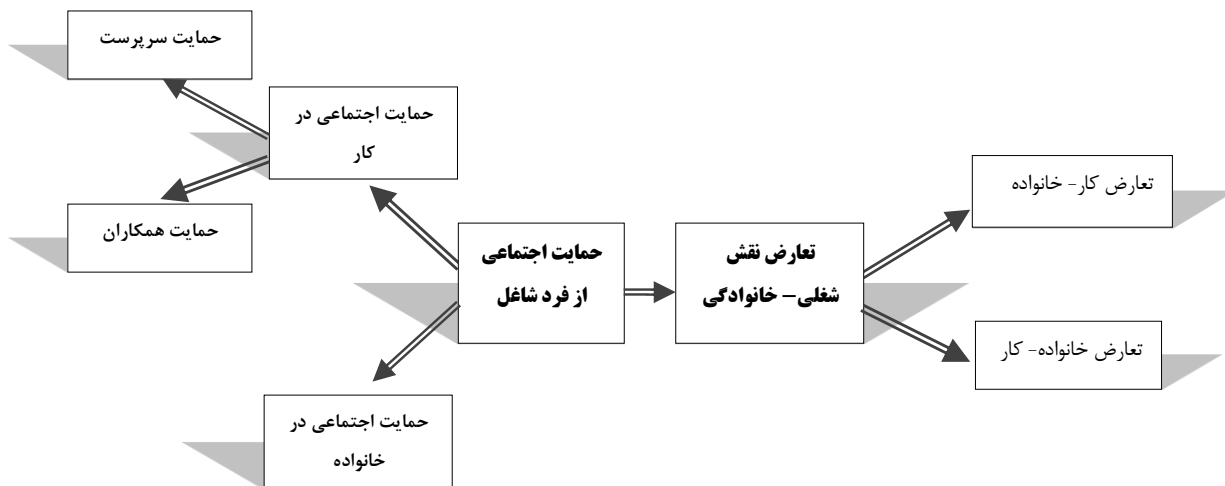 حمایت سرپرست
حمایت اجتماعی در
کار
حمایت همکاران
حمایت اجتماعی
از فرد شاغل
حمایت اجتماعی در
خانواده
تعارض نقش
شغلی– خانوادگی
تعارض کار- خانواده
تعارض خانواده- کار